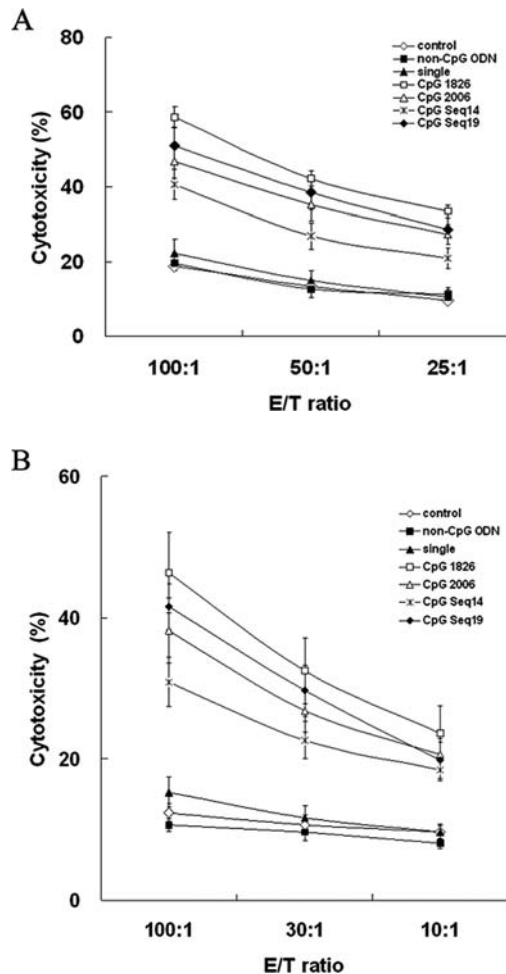 A
80
60
40
20
0
Cytotoxicity (%)
control
non-CpG ODN
single
CpG 1826
CpG 2006
CpG Seq14
CpG Seq19
100:1 50:1 25:1
E/T ratio
B
60
40
20
0
Cytotoxicity (%)
control
non-CpG ODN
single
CpG 1826
CpG 2006
CpG Seq14
CpG Seq19
100:1 30:1 10:1
E/T ratio